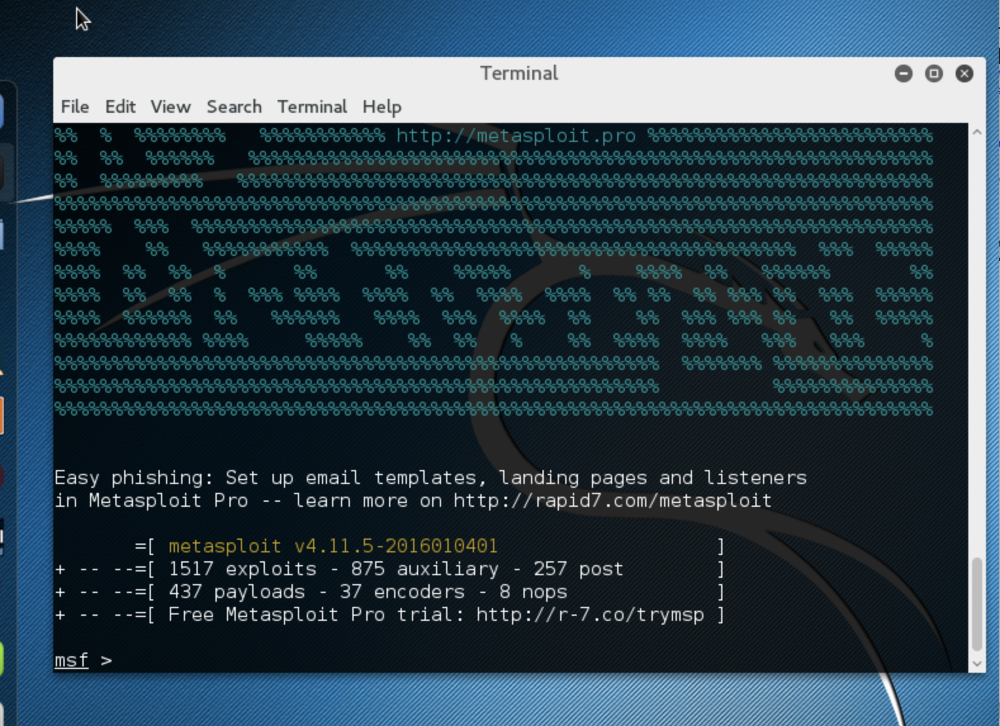 Terminal
File Edit View Search Terminal Help
%% % %%%%%%%% %%%%%%%%%%% http://metasploit.pro %%%%%%%%%%%%%%%%%%%%%%%%%
%% %% %%%%%% %%%%%%%%%%%%%%%%%%%%%%%%%%%%%%%%%%%%%%%%%%%%%%%%%%%%%%%%%%%%
%% %%%%%%%%% %%%%%%%%%%%%%%%%%%%%%%%%%%%%%%%%%%%%%%%%%%%%%%%%%%%%%%%%%%%%%
%%%%%%%%%%%%%%%%%%%%%%%%%%%%%%%%%%%%%%%%%%%%%%%%%%%%%%%%%%%%%%%%%%%%%%%%%%%%%%%
%%%%% %%% %%%%%%%%%%%%%%%%%%%%%%%%%%%%%%%%%%%%%%%%%%%%%%%%%%%%%%%%%%%%%%%%%
%%%% %% %%%%%%%%%%% %%%%%%%%%%%%%%%%%%%%%%%%%%%%%%%%%%%%%%% %%% %%%%%
%%%% %% %% % %% %% %%%%% % %%%% %% %%%%%% %%
%%%% %% %% % %%% %%%% %%%% %% %%%% %%%% %% %% %% %%% %% %%% %%%%%
%%%% %%%%%% %% %%%%%% %%%% %%% %%%% %% %% %%% %%% %% %% %%%%%
%%%%%%%%%%%% %%%% %%%%% %% %% % %% %%%% %%%% %%% %%% %
%%%%%%%%%%%%%%%%%%%%%%%%%%%%%%%%%%%%%%%%%%%%%%%%%%%%% %%%%%%% %%%%%%%%%%%%%%
%%%%%%%%%%%%%%%%%%%%%%%%%%%%%%%%%%%%%%%%%%%%%%%%%%%%% %%%%%%%%%%%%%%
%%%%%%%%%%%%%%%%%%%%%%%%%%%%%%%%%%%%%%%%%%%%%%%%%%%%%%%%%%%%%%%%%%%%%%%%%%%%%%%
Easy phishing: Set up email templates, landing pages and listeners
in Metasploit Pro -- learn more on http://rapid7.com/metasploit
=[ metasploit v4.11.5-2016010401 ]
+ -- --=[ 1517 exploits - 875 auxiliary - 257 post ]
+ -- --=[ 437 payloads - 37 encoders - 8 nops ]
+ -- --=[ Free Metasploit Pro trial: http://r-7.co/trymsp ]
msf >